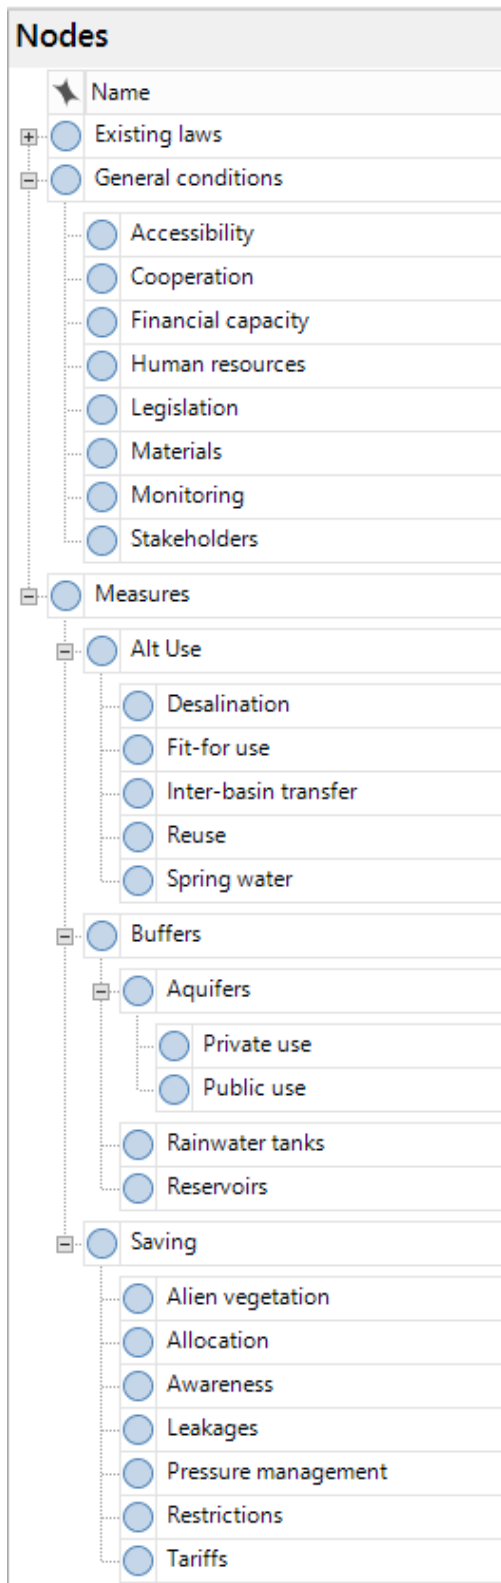 Nodes
Name
Existing laws
General conditions
Accessibility
Cooperation
Financial capacity
Human resources
Legislation
Materials
Monitoring
Stakeholders
Measures
Alt Use
Desalination
Fit-for use
Inter-basin transfer
Reuse
Spring water
Buffers
Aquifers
Private use
Public use
Rainwater tanks
Reservoirs
Saving
Alien vegetation
Allocation
Awareness
Leakages
Pressure management
Restrictions
Tariffs